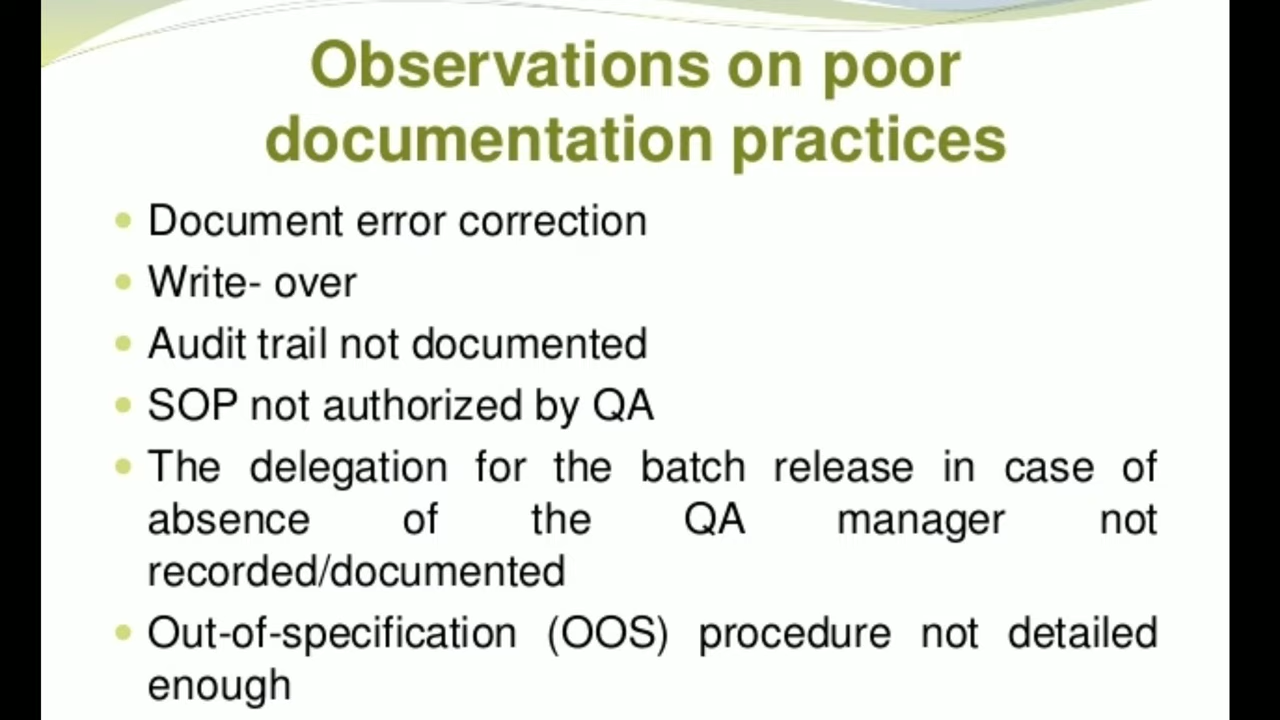 Observations on poor
documentation practices
• Document error correction
• Write- over
• Audit trail not documented
• SOP not authorized by QA
• The delegation for the batch release in case of
absence of the QA manager not
recorded/documented
• Out-of-specification (OOS) procedure not detailed
enough